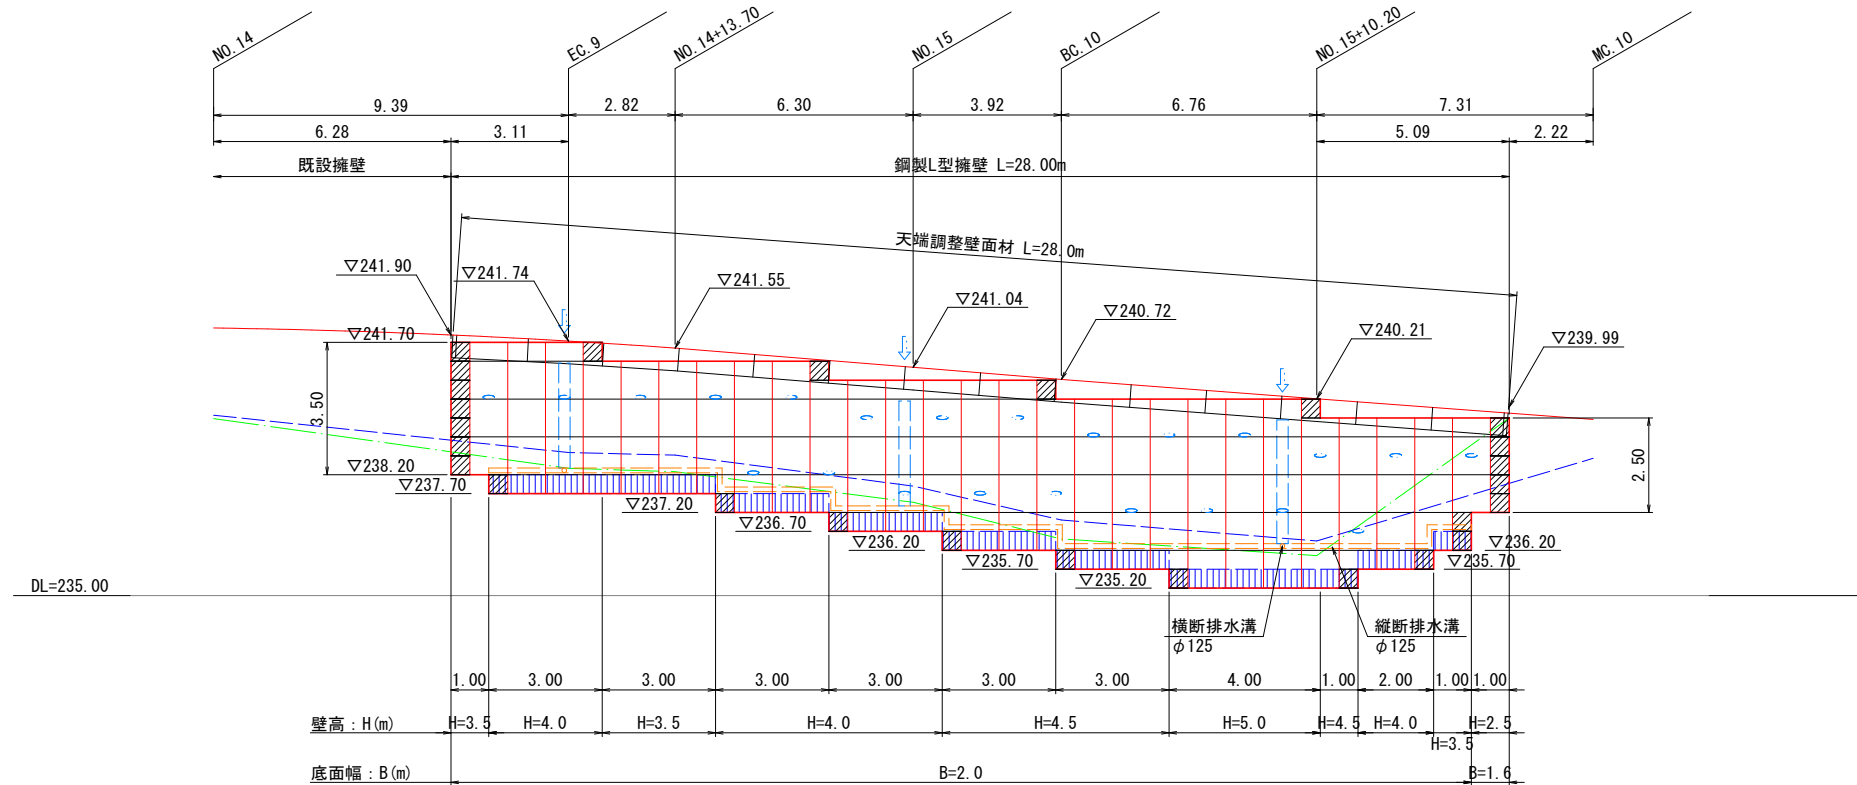 NO.14
EC.9
NO.14+13.70
NO.15
BC.10
NO.15+10.20
MC.10
9.39
2.82
6.30
3.92
6.76
7.31
6.28
3.11
5.09
2.22
既設擁壁
鋼製L型擁壁 L=28.00m
天端調整壁面材 L=28.0m
▽241.90
▽241.74
▽241.55
▽241.04
▽240.72
▽240.21
▽239.99
▽241.70
3.50
2.50
▽238.20
▽237.70
▽237.20
▽236.70
▽236.20
▽235.70
▽235.20
▽236.20
▽235.70
DL=235.00
横断排水溝
φ125
縦断排水溝
φ125
1.00
3.00
3.00
3.00
3.00
3.00
3.00
4.00
1.00
2.00
1.00
1.00
壁高：H(m)
H=3.5
H=4.0
H=3.5
H=4.0
H=4.5
H=5.0
H=4.5
H=4.0
H=3.5
H=2.5
底面幅：B(m)
B=2.0
B=1.6